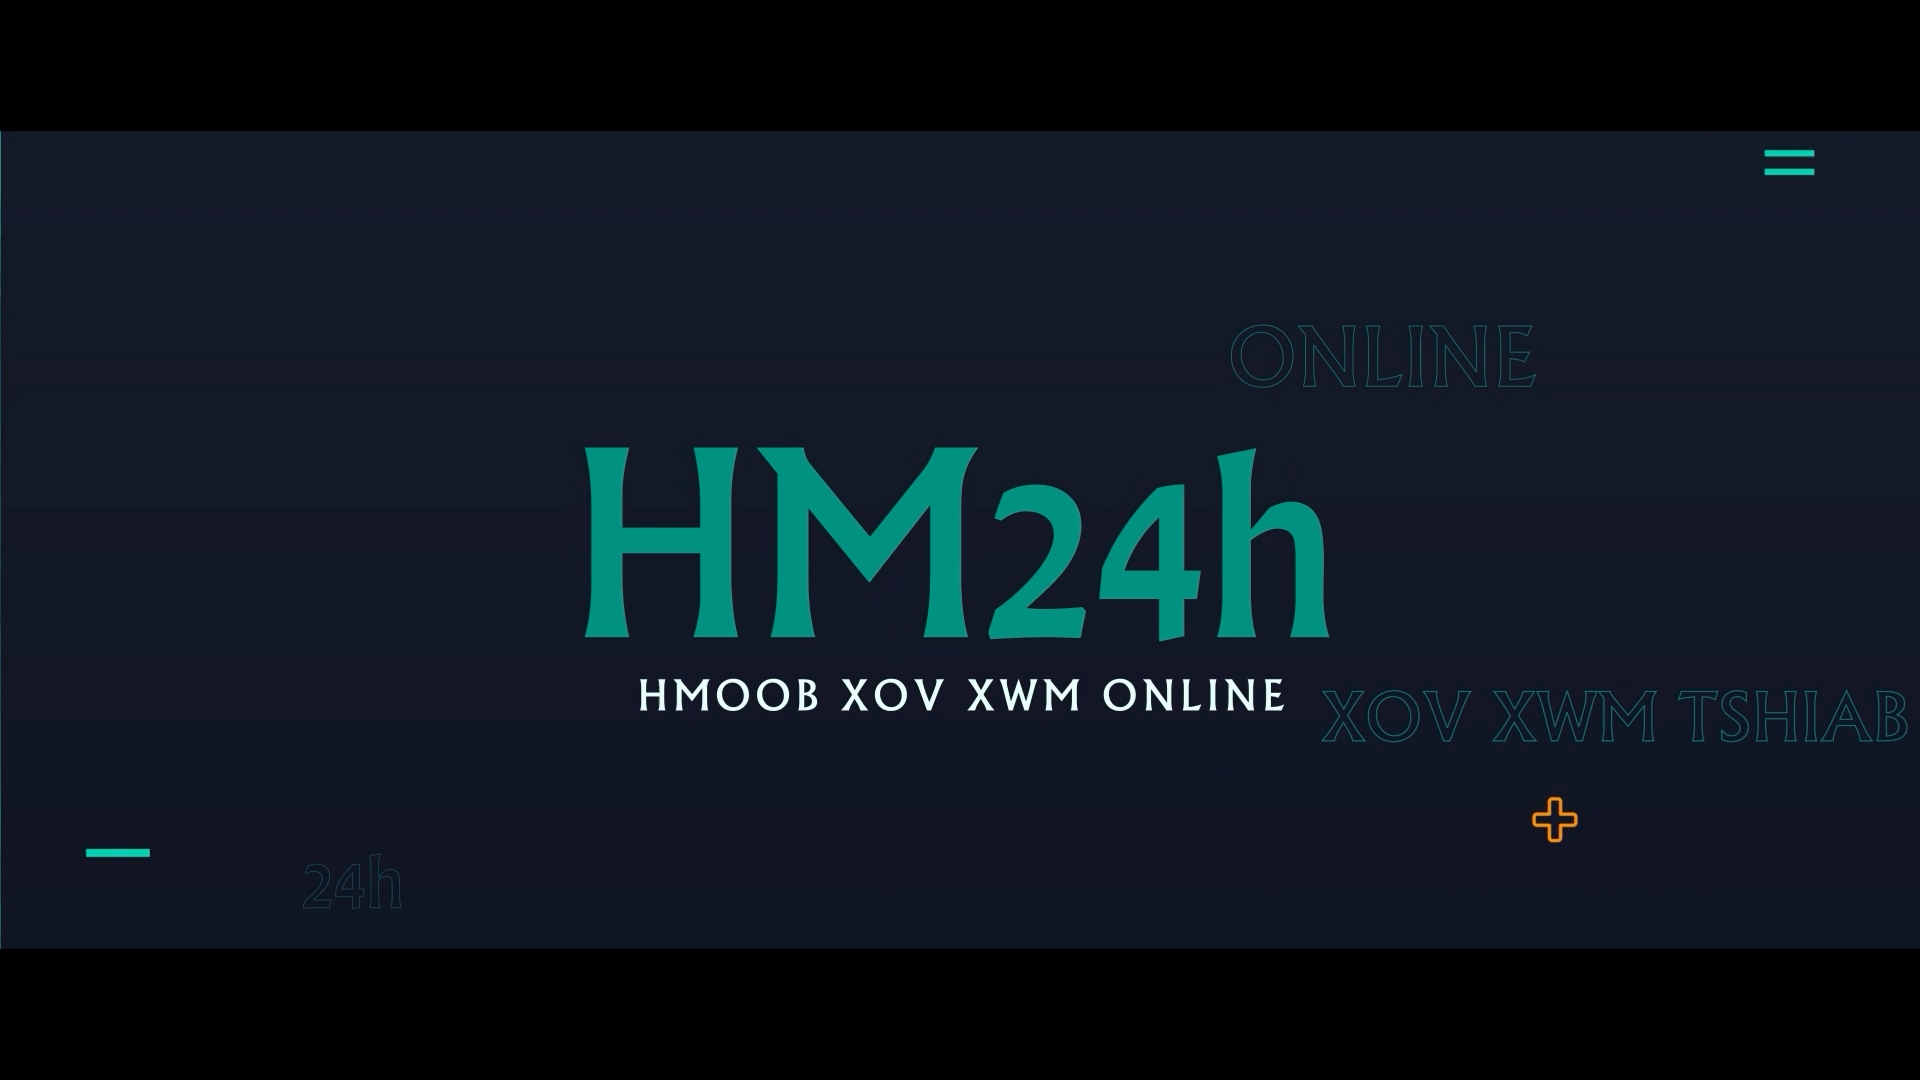 ONLINE
HM24h
HMOOB XOV XWM ONLINE
XOV XWM TSHIAB
24h